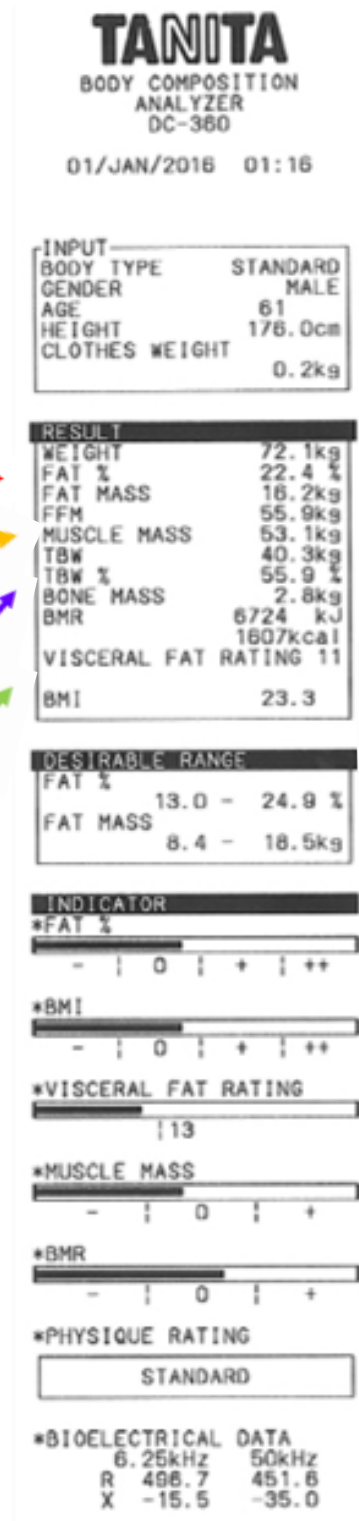 TANITA
BODY COMPOSITION
ANALYZER
DC-360
01/JAN/2016 01:16
INPUT
BODY TYPE STANDARD
GENDER MALE
AGE 61
HEIGHT 176.0cm
CLOTHES WEIGHT
0.2kg
RESULT
WEIGHT 72.1kg
FAT % 22.4 %
FAT MASS 16.2kg
FFM 55.9kg
MUSCLE MASS 53.1kg
TBW 40.3kg
TBW % 55.9 %
BONE MASS 2.8kg
BMR 6724 kJ
1607kcal
VISCERAL FAT RATING 11
BMI 23.3
DESIRABLE RANGE
FAT %
13.0 - 24.9 %
FAT MASS
8.4 - 18.5kg
INDICATOR
*FAT %
- ¦ 0 ¦ + ¦ ++
*BMI
- ¦ 0 ¦ + ¦ ++
*VISCERAL FAT RATING
¦13
*MUSCLE MASS
- ¦ 0 ¦ +
*BMR
- ¦ 0 ¦ +
*PHYSIQUE RATING
STANDARD
*BIOELECTRICAL DATA
6.25kHz 50kHz
R 496.7 451.6
X -15.5 -35.0